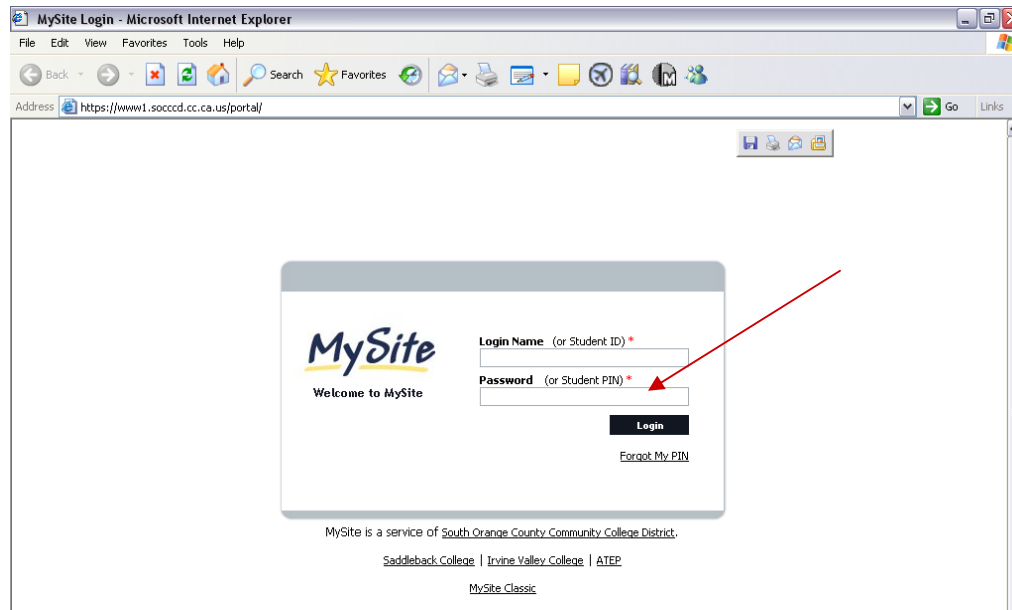 MySite Login - Microsoft Internet Explorer
File Edit View Favorites Tools Help
Back Search Favorites
Address https://www1.socccd.cc.ca.us/portal/ Go Links
MySite
Welcome to MySite
Login Name (or Student ID) *
Password (or Student PIN) *
Login
Forgot My PIN
MySite is a service of South Orange County Community College District.
Saddleback College | Irvine Valley College | ATEP
MySite Classic